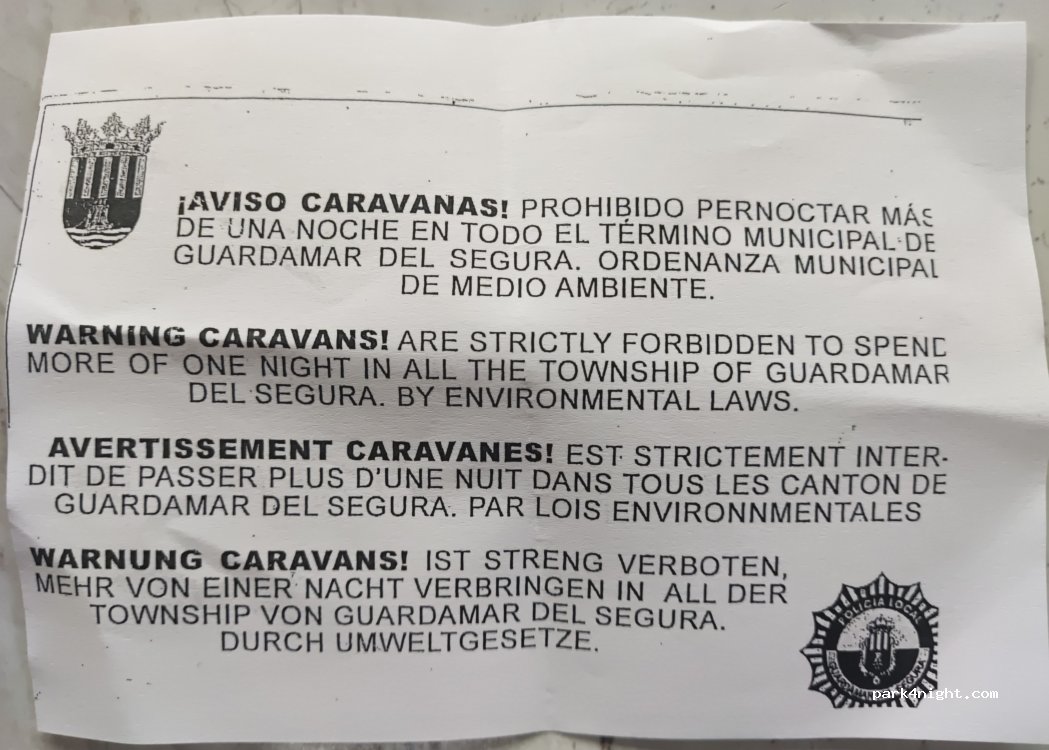 ¡AVISO CARAVANAS! PROHIBIDO PERNOCTAR MÁS
DE UNA NOCHE EN TODO EL TÉRMINO MUNICIPAL DE
GUARDAMAR DEL SEGURA. ORDENANZA MUNICIPAL
DE MEDIO AMBIENTE.
WARNING CARAVANS! ARE STRICTLY FORBIDDEN TO SPEND
MORE OF ONE NIGHT IN ALL THE TOWNSHIP OF GUARDAMAR
DEL SEGURA. BY ENVIRONMENTAL LAWS.
AVERTISSEMENT CARAVANES! EST STRICTEMENT INTER-
DIT DE PASSER PLUS D'UNE NUIT DANS TOUS LES CANTON DE
GUARDAMAR DEL SEGURA. PAR LOIS ENVIRONNMENTALES
WARNUNG CARAVANS! IST STRENG VERBOTEN,
MEHR VON EINER NACHT VERBRINGEN IN ALL DER
TOWNSHIP VON GUARDAMAR DEL SEGURA.
DURCH UMWELTGESETZE.
POLICIA LOCAL
GUARDAMAR SEGURA
park4night.com